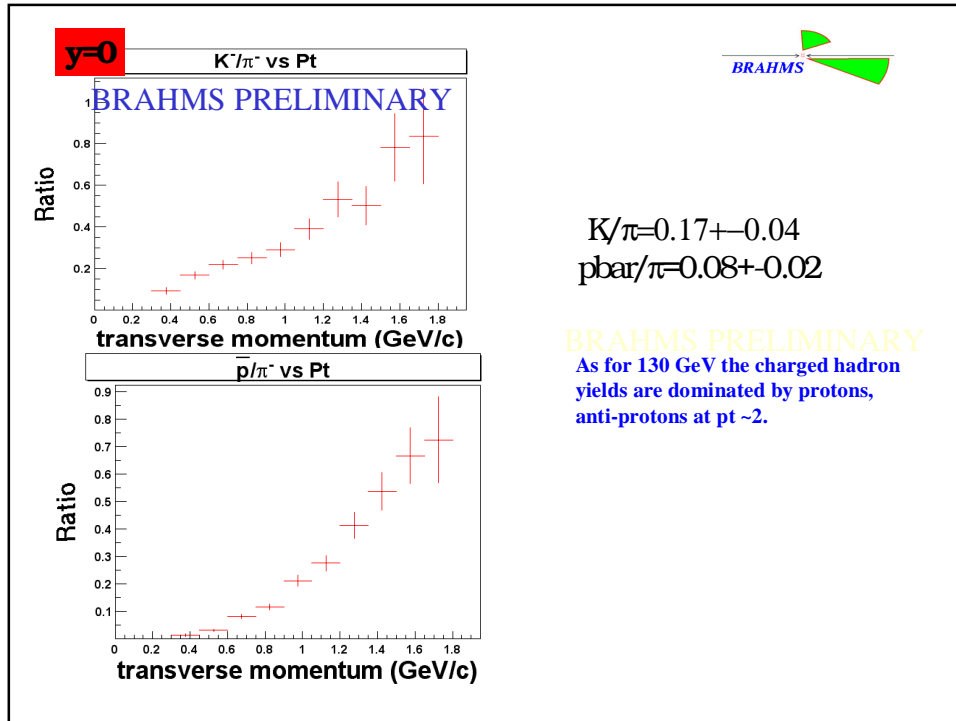 y=0
K⁻/π⁻ vs Pt
BRAHMS PRELIMINARY
BRAHMS
Ratio
1
0.8
0.6
0.4
0.2
0 0.2 0.4 0.6 0.8 1 1.2 1.4 1.6 1.8
transverse momentum (GeV/c)
K/π=0.17+−0.04
pbar/π=0.08+-0.02
BRAHMS PRELIMINARY
As for 130 GeV the charged hadron
yields are dominated by protons,
anti-protons at pt ~2.
p̅/π⁻ vs Pt
Ratio
0.9
0.8
0.7
0.6
0.5
0.4
0.3
0.2
0.1
0 0.2 0.4 0.6 0.8 1 1.2 1.4 1.6 1.8
transverse momentum (GeV/c)